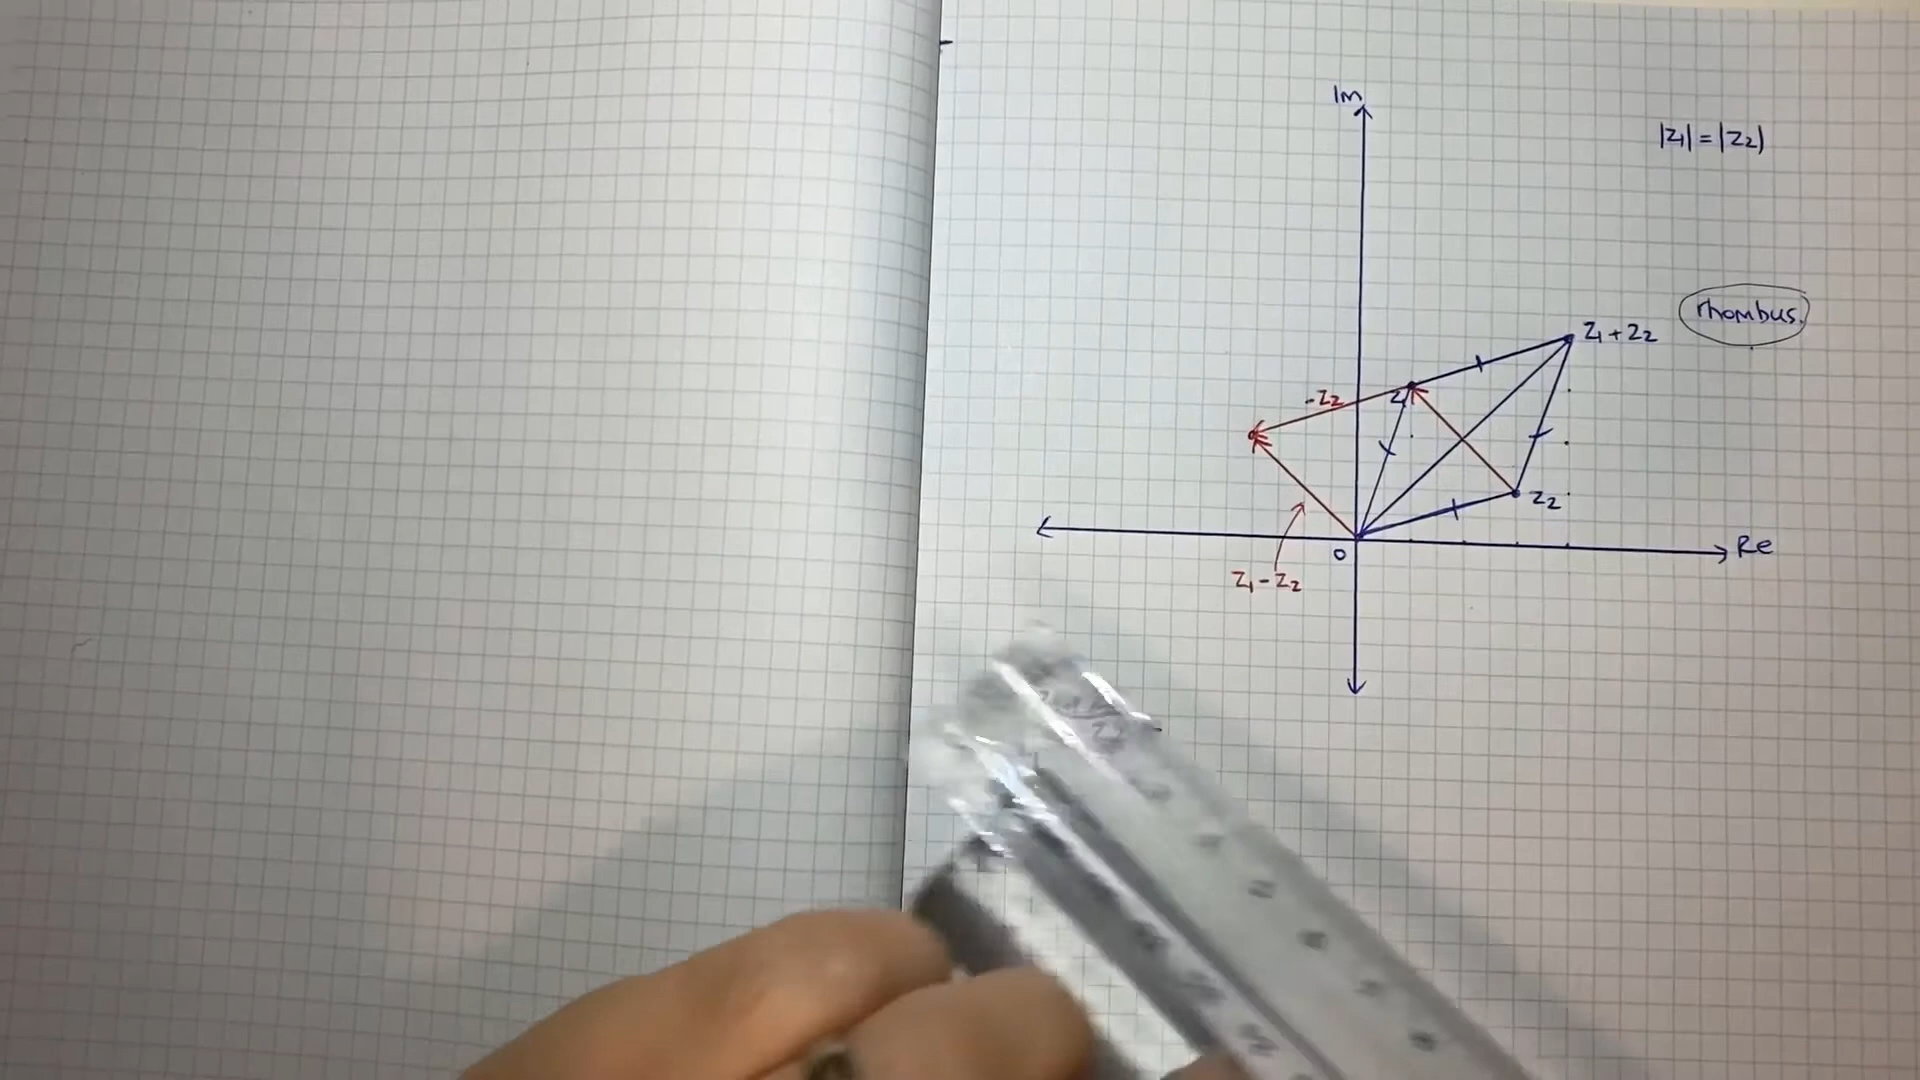 Im
|z₁| = |z₂|
rhombus.
z₁ + z₂
-z₂
z₁
z₂
Re
0
z₁ - z₂